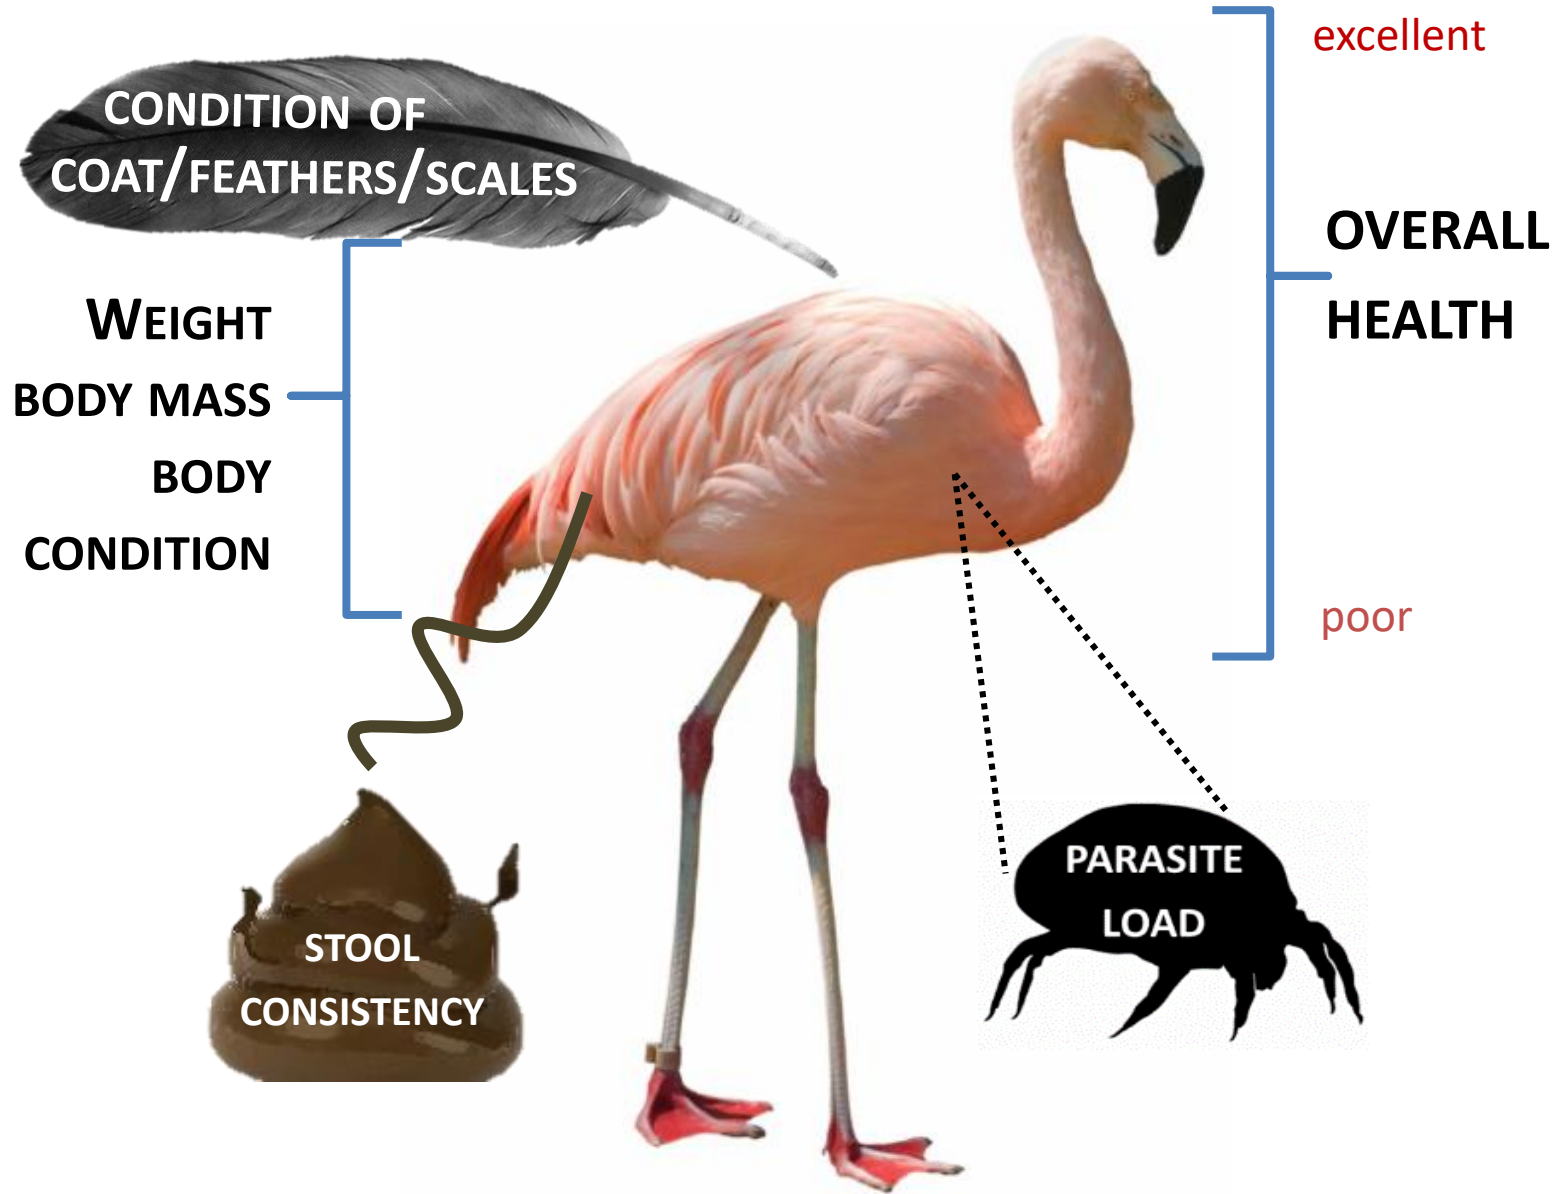 CONDITION OF
COAT/FEATHERS/SCALES
WEIGHT
BODY MASS
BODY
CONDITION
excellent
OVERALL
HEALTH
poor
STOOL
CONSISTENCY
PARASITE
LOAD